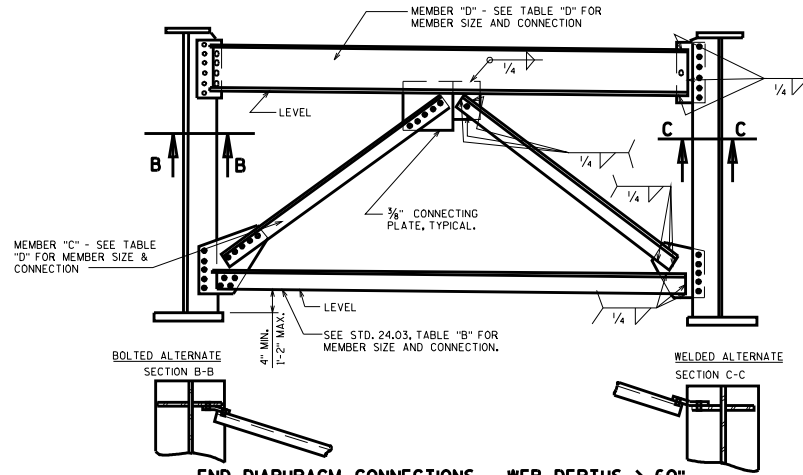 MEMBER "D" - SEE TABLE "D" FOR
MEMBER SIZE AND CONNECTION
1/4
1/4
LEVEL
B
B
C
C
1/4
1/4
3/8" CONNECTING
PLATE, TYPICAL.
MEMBER "C" - SEE TABLE
"D" FOR MEMBER SIZE &
CONNECTION
LEVEL
1/4
4" MIN.
1'-2" MAX.
SEE STD. 24.03, TABLE "B" FOR
MEMBER SIZE AND CONNECTION.
BOLTED ALTERNATE
SECTION B-B
WELDED ALTERNATE
SECTION C-C
END DIAPHRAGM CONNECTIONS - WEB DEPTHS > 60"